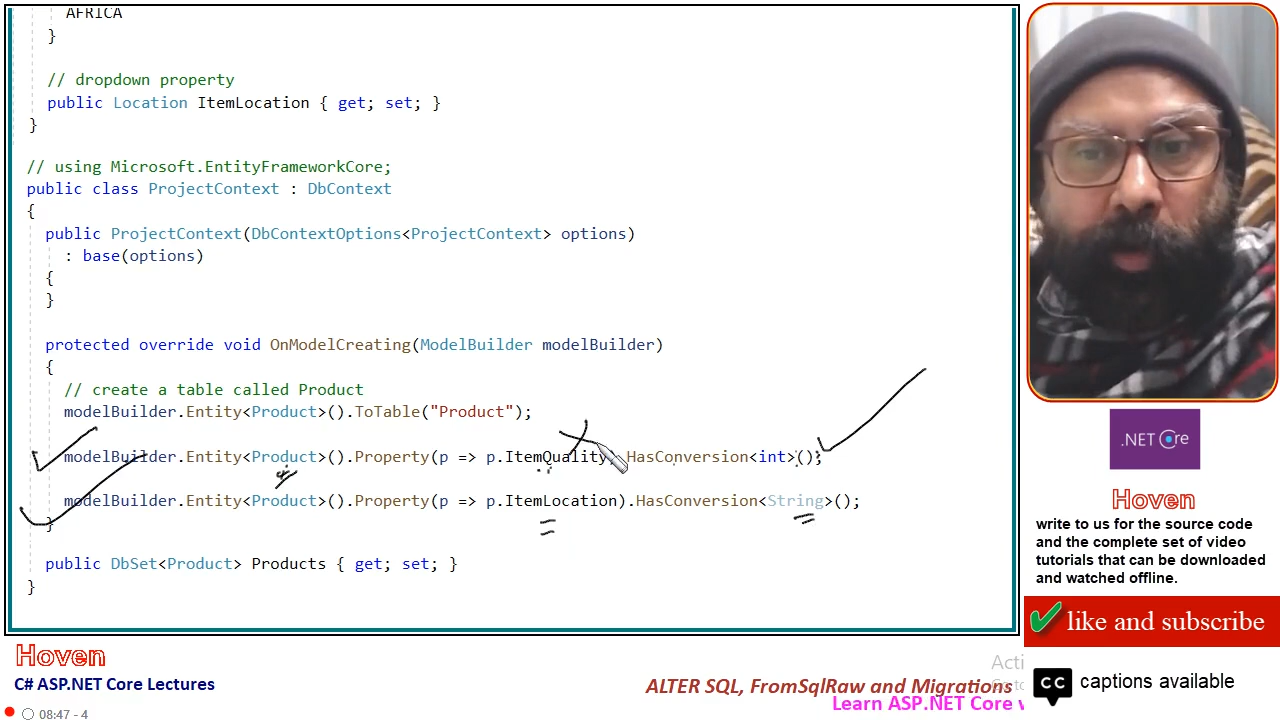 AFRICA
}
// dropdown property
public Location ItemLocation { get; set; }
}
// using Microsoft.EntityFrameworkCore;
public class ProjectContext : DbContext
{
public ProjectContext(DbContextOptions<ProjectContext> options)
: base(options)
{
}
protected override void OnModelCreating(ModelBuilder modelBuilder)
{
// create a table called Product
modelBuilder.Entity<Product>().ToTable("Product");
modelBuilder.Entity<Product>().Property(p => p.ItemQuality).HasConversion<int>();
modelBuilder.Entity<Product>().Property(p => p.ItemLocation).HasConversion<String>();
}
public DbSet<Product> Products { get; set; }
}
.NET Core
Hoven
write to us for the source code
and the complete set of video
tutorials that can be downloaded
and watched offline.
like and subscribe
CC captions available
Hoven
C# ASP.NET Core Lectures
08:47 - 4
ALTER SQL, FromSqlRaw and Migrations
Learn ASP.NET Core